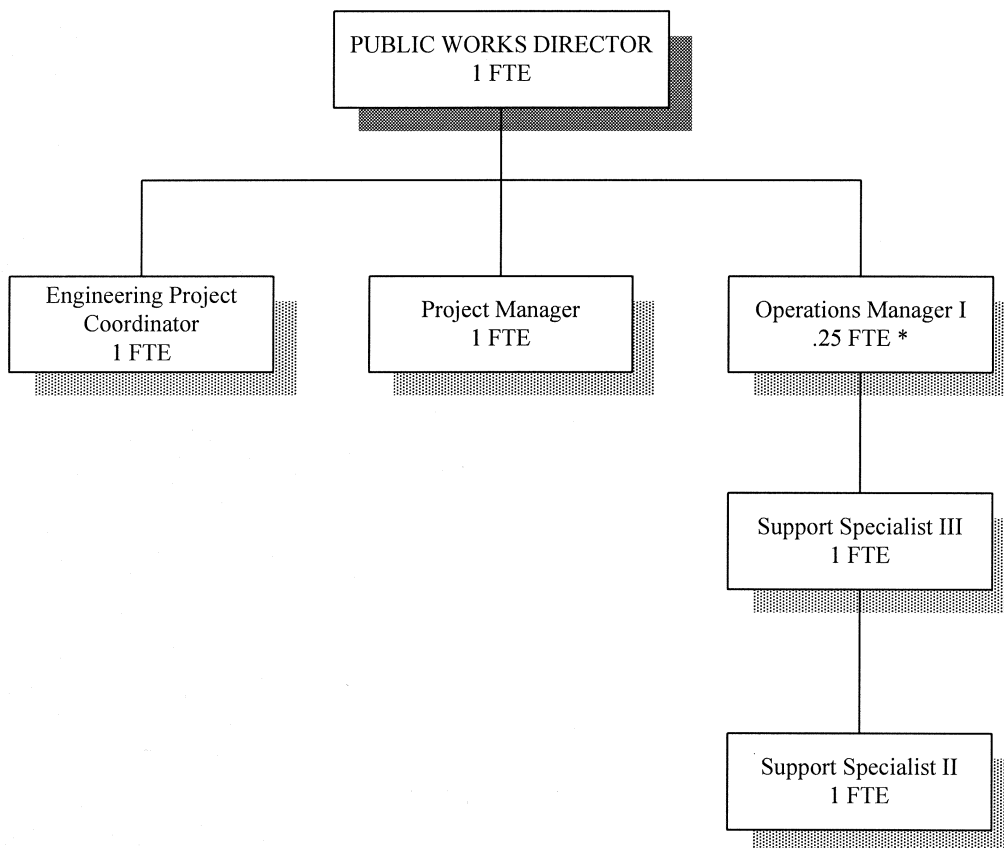 PUBLIC WORKS DIRECTOR
1 FTE
Engineering Project
Coordinator
1 FTE
Project Manager
1 FTE
Operations Manager I
.25 FTE *
Support Specialist III
1 FTE
Support Specialist II
1 FTE